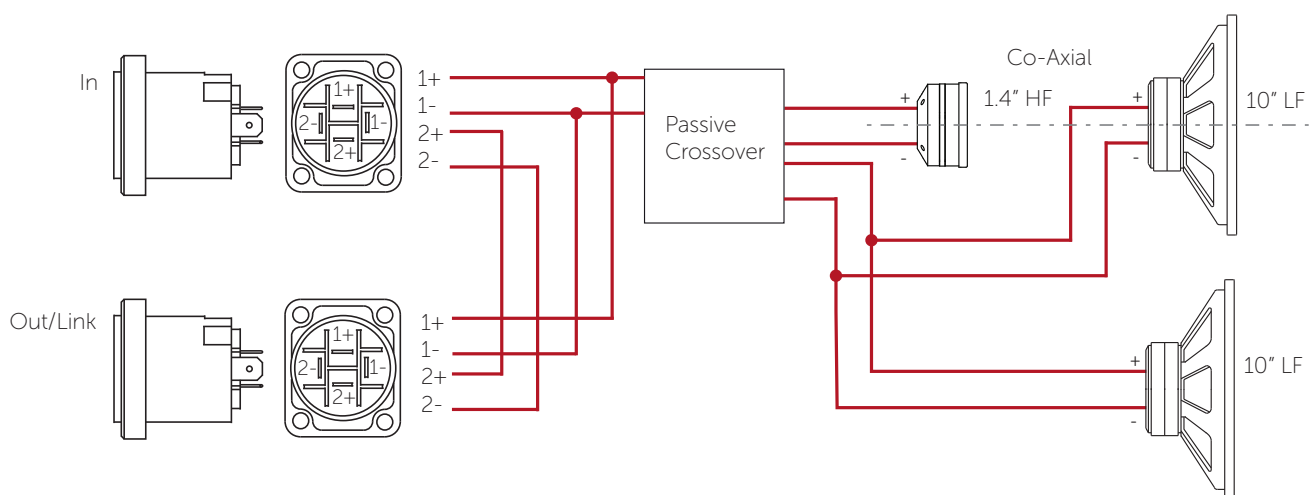 In
1+
2-
1-
2+
1+
1-
2+
2-
Passive
Crossover
+
-
Co-Axial
1.4” HF
+
-
10” LF
Out/Link
1+
2-
1-
2+
1+
1-
2+
2-
+
-
10” LF